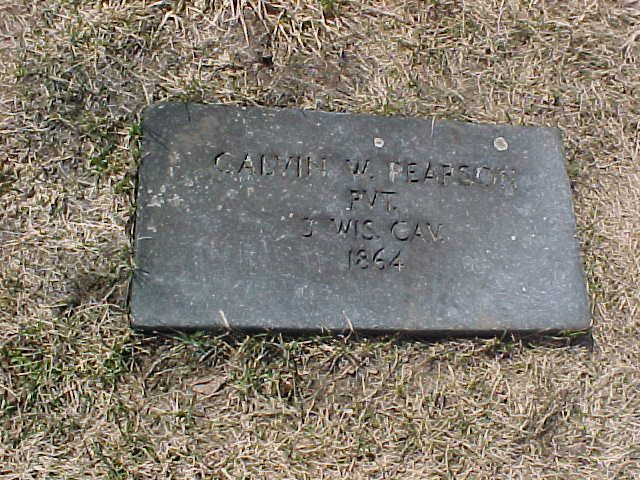 CALVIN W. PEARSON
PVT.
3 WIS. CAV.
1864